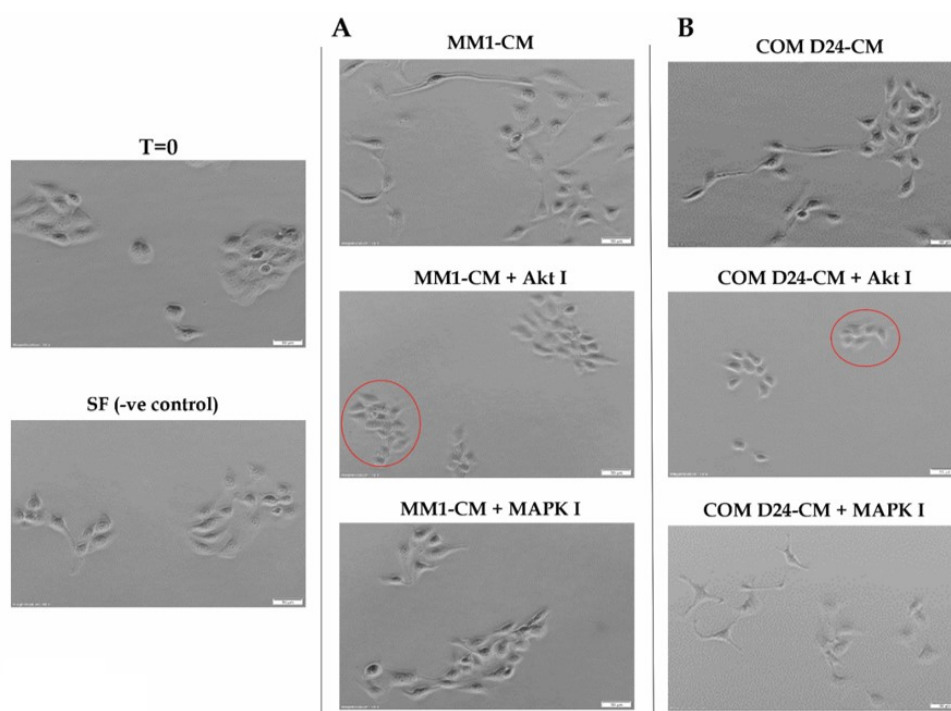 A
B
MM1-CM
COM D24-CM
T=0
MM1-CM + Akt I
COM D24-CM + Akt I
SF (-ve control)
MM1-CM + MAPK I
COM D24-CM + MAPK I